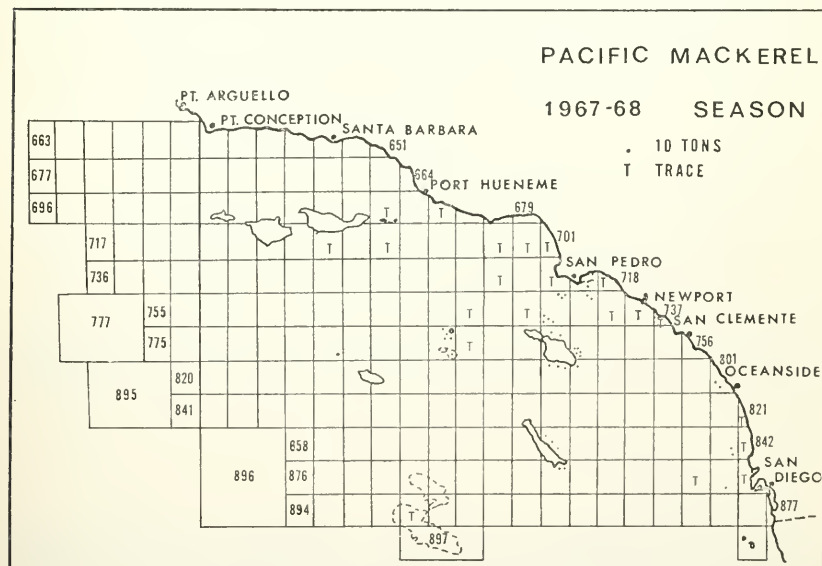 PACIFIC MACKEREL
1967-68 SEASON
. 10 TONS
T TRACE
PT. ARGUELLO
PT. CONCEPTION
SANTA BARBARA
663
651
677
664
PORT HUENEME
696
T T
679
717
T T T T T
701
SAN PEDRO
736
T T T
718
NEWPORT
777
755
T T T T
737
T
SAN CLEMENTE
775
T
756
801
OCEANSIDE
895
820
841
T
821
658
T
842
896
876
T T
SAN DIEGO
894
T
877
897